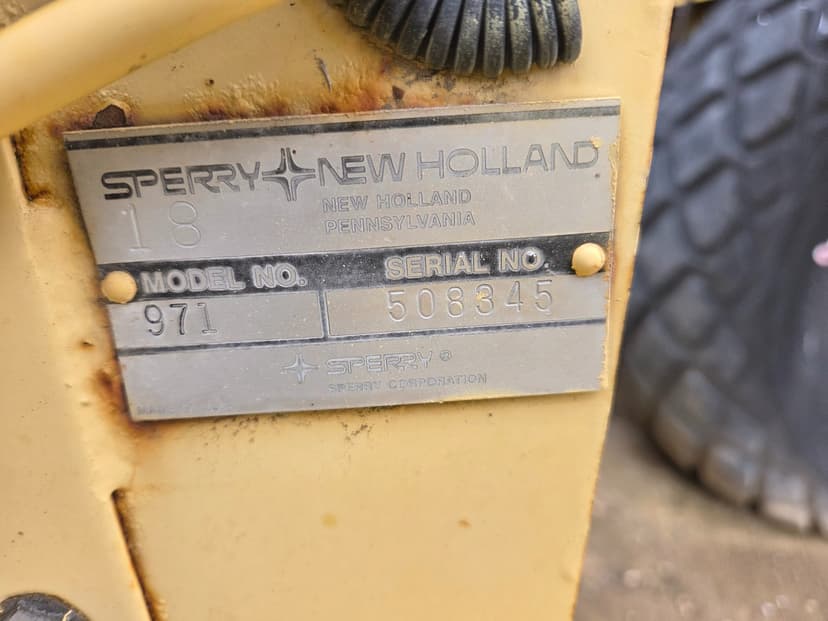 SPERRY NEW HOLLAND
18
NEW HOLLAND
PENNSYLVANIA
MODEL NO. SERIAL NO.
971 508345
SPERRY®
SPERRY CORPORATION